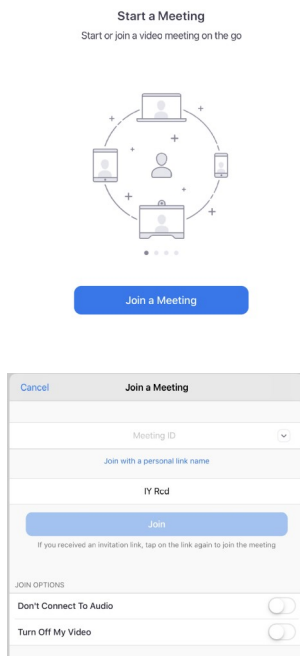 Start a Meeting
Start or join a video meeting on the go
Join a Meeting
Cancel Join a Meeting
Meeting ID
Join with a personal link name
IY Rcd
Join
If you received an invitation link, tap on the link again to join the meeting
JOIN OPTIONS
Don't Connect To Audio
Turn Off My Video